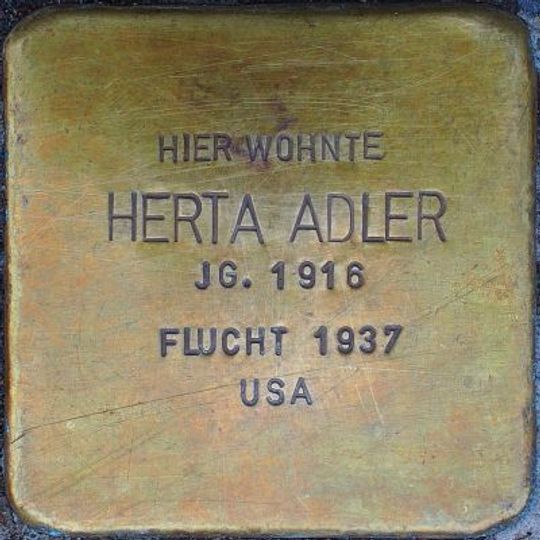 HIER WOHNTE
HERTA ADLER
JG. 1916
FLUCHT 1937
USA